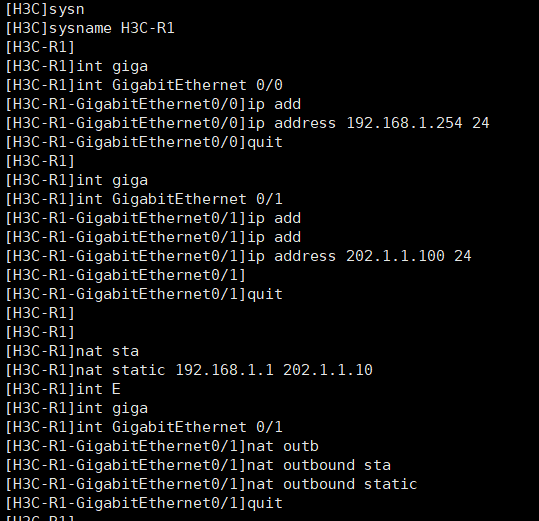 [H3C]sysn
[H3C]sysname H3C-R1
[H3C-R1]
[H3C-R1]int giga
[H3C-R1]int GigabitEthernet 0/0
[H3C-R1-GigabitEthernet0/0]ip add
[H3C-R1-GigabitEthernet0/0]ip address 192.168.1.254 24
[H3C-R1-GigabitEthernet0/0]quit
[H3C-R1]
[H3C-R1]int giga
[H3C-R1]int GigabitEthernet 0/1
[H3C-R1-GigabitEthernet0/1]ip add
[H3C-R1-GigabitEthernet0/1]ip add
[H3C-R1-GigabitEthernet0/1]ip address 202.1.1.100 24
[H3C-R1-GigabitEthernet0/1]
[H3C-R1-GigabitEthernet0/1]quit
[H3C-R1]
[H3C-R1]
[H3C-R1]nat sta
[H3C-R1]nat static 192.168.1.1 202.1.1.10
[H3C-R1]int E
[H3C-R1]int giga
[H3C-R1]int GigabitEthernet 0/1
[H3C-R1-GigabitEthernet0/1]nat outb
[H3C-R1-GigabitEthernet0/1]nat outbound sta
[H3C-R1-GigabitEthernet0/1]nat outbound static
[H3C-R1-GigabitEthernet0/1]quit
[H3C-R1]